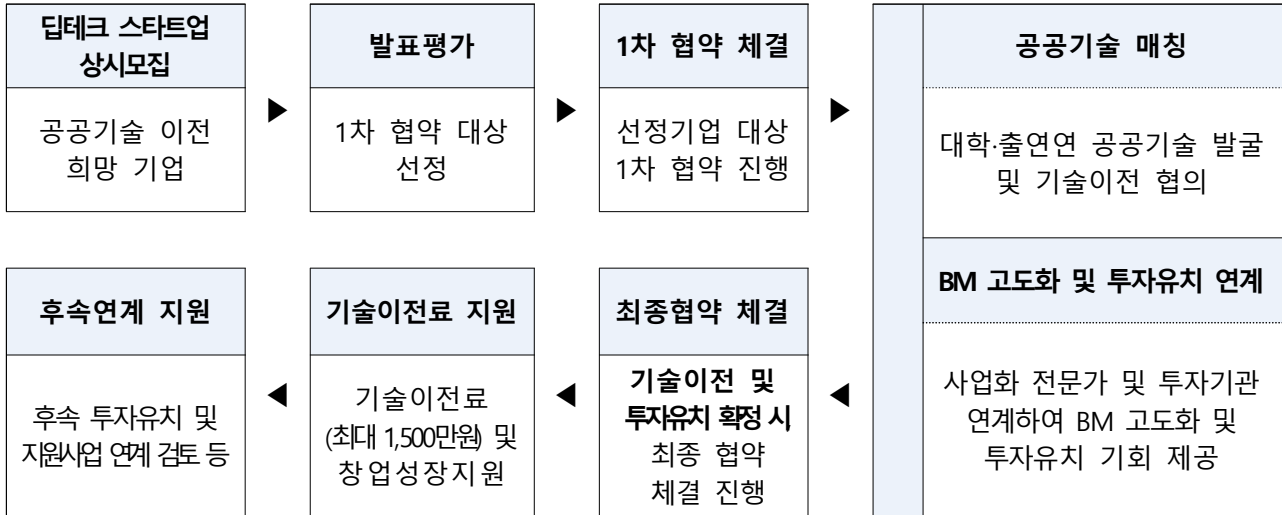 딥테크 스타트업
상시모집
공공기술 이전
희망 기업
▶
발표평가
1차 협약 대상
선정
▶
1차 협약 체결
선정기업 대상
1차 협약 진행
▶
공공기술 매칭
대학·출연연 공공기술 발굴
및 기술이전 협의
BM 고도화 및 투자유치 연계
사업화 전문가 및 투자기관
연계하여 BM 고도화 및
투자유치 기회 제공
◀
최종협약 체결
기술이전 및
투자유치 확정 시,
최종 협약
체결 진행
◀
기술이전료 지원
기술이전료
(최대 1,500만원) 및
창업성장지원
◀
후속연계 지원
후속 투자유치 및
지원사업 연계 검토 등